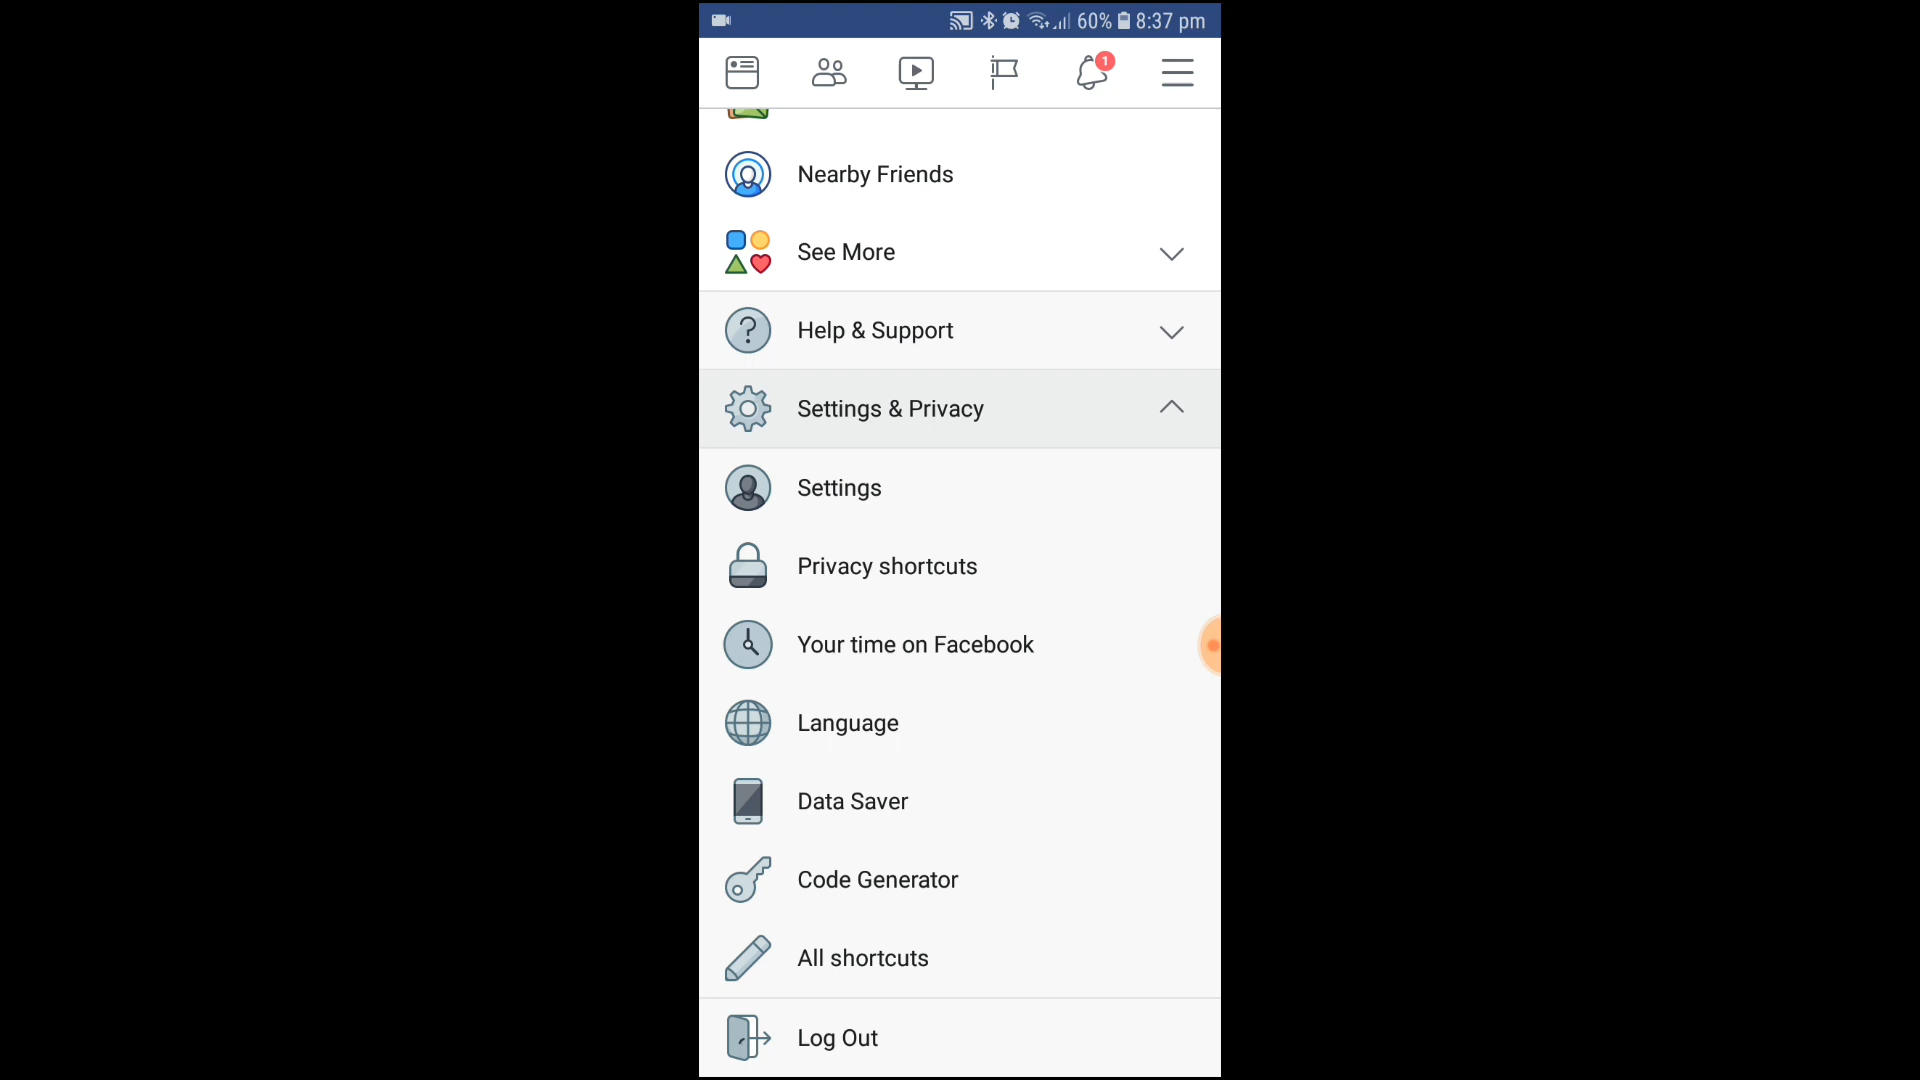 60% 8:37 pm
1
Nearby Friends
See More
Help & Support
Settings & Privacy
Settings
Privacy shortcuts
Your time on Facebook
Language
Data Saver
Code Generator
All shortcuts
Log Out